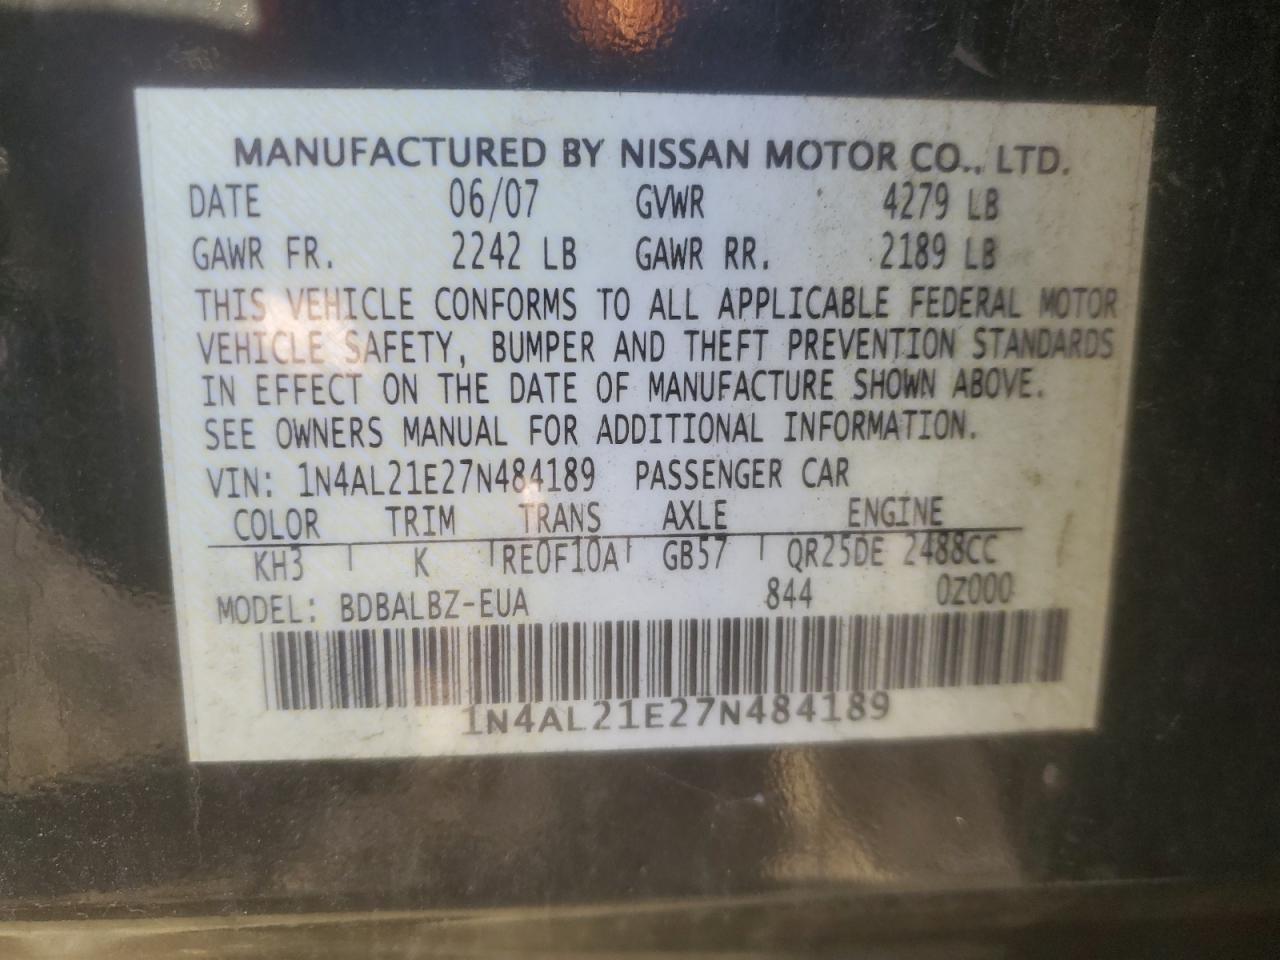 MANUFACTURED BY NISSAN MOTOR CO., LTD.
DATE 06/07 GVWR 4279 LB
GAWR FR. 2242 LB GAWR RR. 2189 LB
THIS VEHICLE CONFORMS TO ALL APPLICABLE FEDERAL MOTOR
VEHICLE SAFETY, BUMPER AND THEFT PREVENTION STANDARDS
IN EFFECT ON THE DATE OF MANUFACTURE SHOWN ABOVE.
SEE OWNERS MANUAL FOR ADDITIONAL INFORMATION.
VIN: 1N4AL21E27N484189 PASSENGER CAR
COLOR TRIM TRANS AXLE ENGINE
KH3 K RE0F10A GB57 QR25DE 2488CC
MODEL: BDBALBZ-EUA 844 0Z000
1N4AL21E27N484189